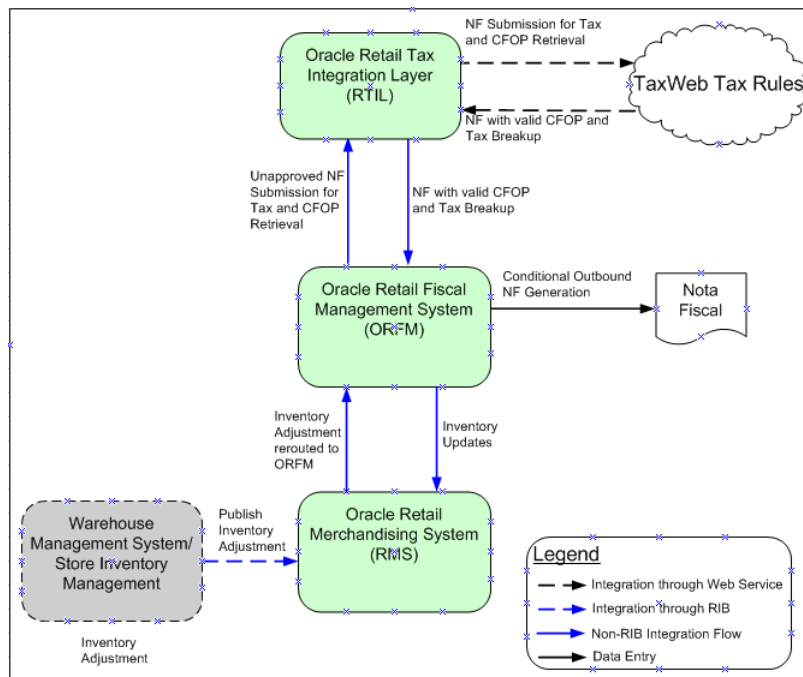 Oracle Retail Tax
Integration Layer
(RTIL)
NF Submission for Tax
and CFOP Retrieval
TaxWeb Tax Rules
NF with valid CFOP and
Tax Breakup
Unapproved NF
Submission for
Tax and CFOP
Retrieval
NF with valid CFOP
and Tax Breakup
Oracle Retail Fiscal
Management System
(ORFM)
Conditional Outbound
NF Generation
Nota
Fiscal
Inventory
Adjustment
rerouted to
ORFM
Inventory
Updates
Warehouse
Management System/
Store Inventory
Management
Publish
Inventory
Adjustment
Oracle Retail
Merchandising System
(RMS)
Inventory
Adjustment
Legend
Integration through Web Service
Integration through RIB
Non-RIB Integration Flow
Data Entry